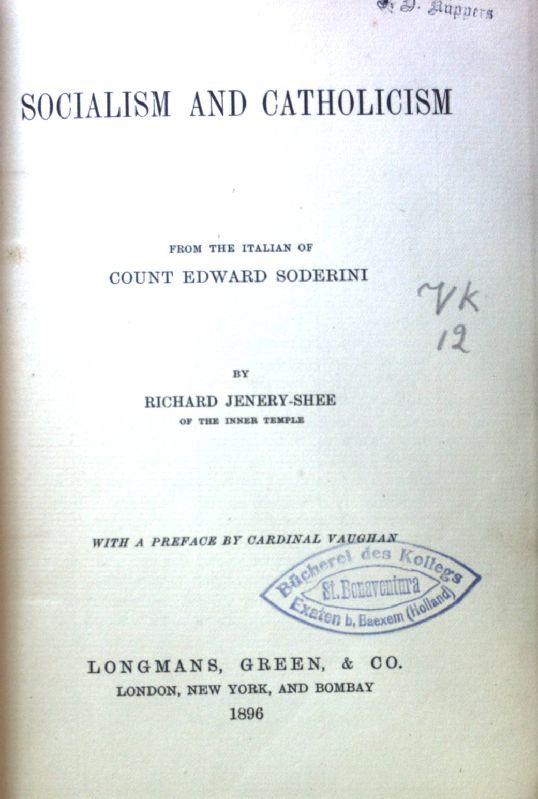 Kuppers
SOCIALISM AND CATHOLICISM
FROM THE ITALIAN OF
COUNT EDWARD SODERINI
VK
12
BY
RICHARD JENERY-SHEE
OF THE INNER TEMPLE
WITH A PREFACE BY CARDINAL VAUGHAN
Bücherei des Kollegs
St. Bonaventura
Exaten b, Baexem (Holland)
LONGMANS, GREEN, & CO.
LONDON, NEW YORK, AND BOMBAY
1896